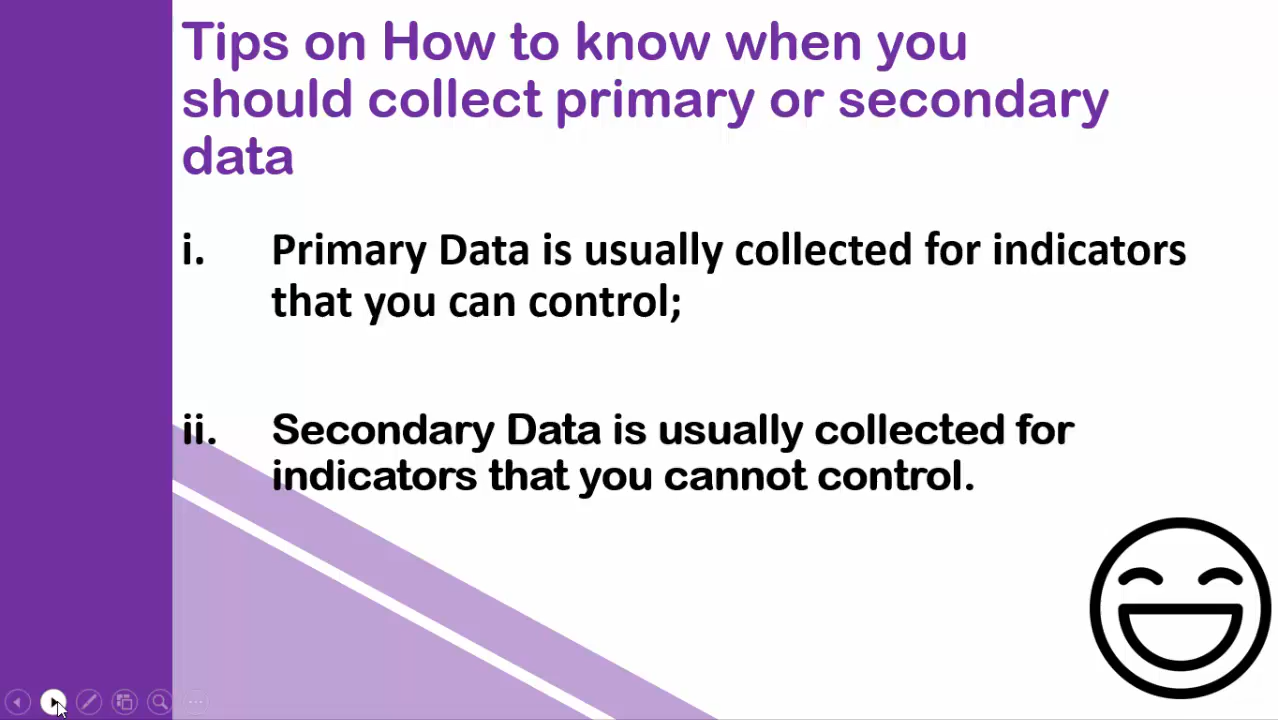 Tips on How to know when you
should collect primary or secondary
data
i. Primary Data is usually collected for indicators
that you can control;
ii. Secondary Data is usually collected for
indicators that you cannot control.